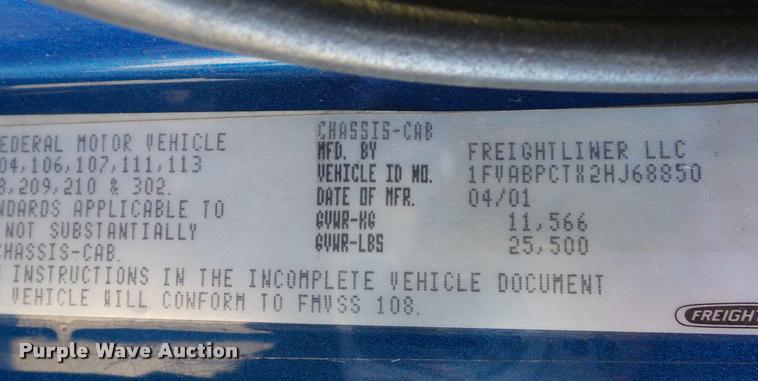 EDERAL MOTOR VEHICLE
04,106,107,111,113
8,209,210 & 302.
NDARDS APPLICABLE TO
NOT SUBSTANTIALLY
CHASSIS-CAB.
INSTRUCTIONS IN THE INCOMPLETE VEHICLE DOCUMENT
VEHICLE WILL CONFORM TO FMVSS 108.
CHASSIS-CAB
MFD. BY FREIGHTLINER LLC
VEHICLE ID NO. 1FVABPCTX2HJ68850
DATE OF MFR. 04/01
GVWR-KG 11,566
GVWR-LBS 25,500
FREIGHT
Purple Wave Auction